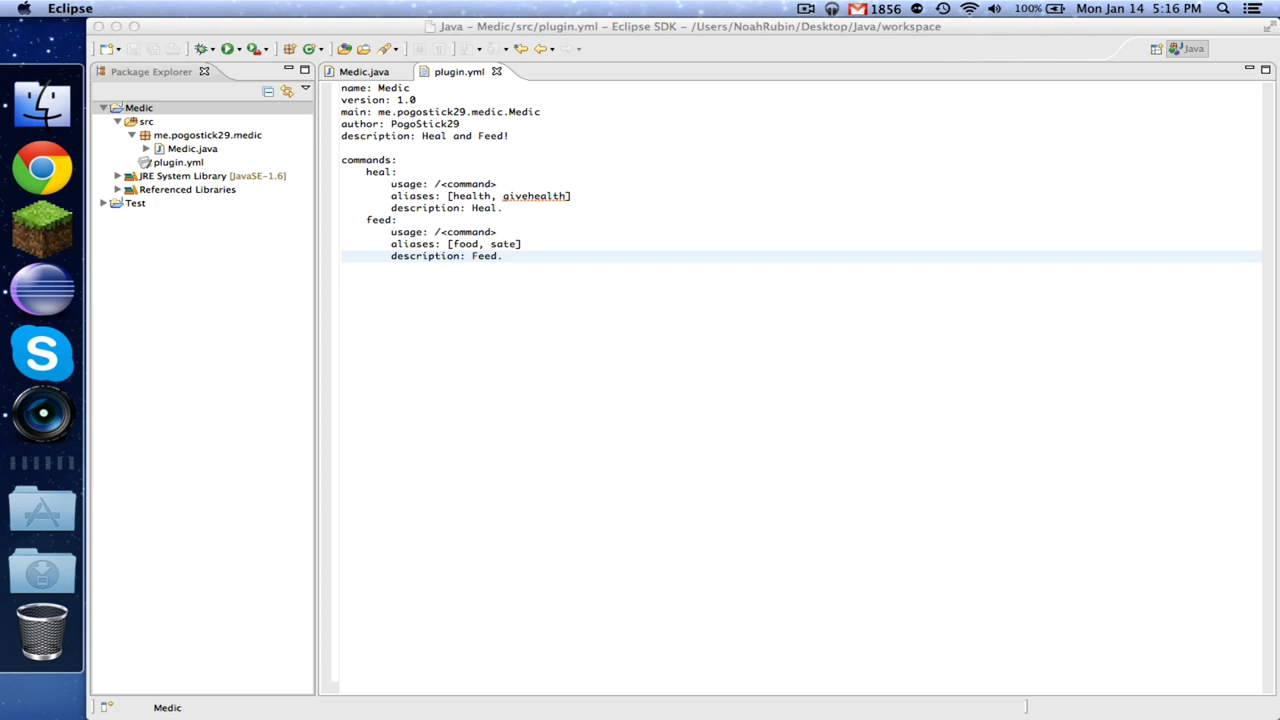 Eclipse
1856
100%
Mon Jan 14 5:16 PM
Java - Medic/src/plugin.yml - Eclipse SDK - /Users/NoahRubin/Desktop/Java/workspace
Java
Package Explorer
Medic.java
plugin.yml
Medic
src
me.pogostick29.medic
Medic.java
plugin.yml
JRE System Library [JavaSE-1.6]
Referenced Libraries
Test
name: Medic
version: 1.0
main: me.pogostick29.medic.Medic
author: PogoStick29
description: Heal and Feed!
commands:
heal:
usage: /<command>
aliases: [health, givehealth]
description: Heal.
feed:
usage: /<command>
aliases: [food, sate]
description: Feed.
Medic